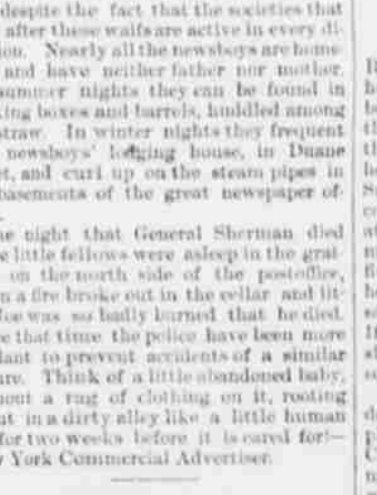 despite the fact that the societies that
after these waifs are active in every di-
ion. Nearly all the newsboys are home-
and have neither father nor mother.
summer nights they can be found in
king boxes and barrels, huddled among
straw. In winter nights they frequent
newsboys' lodging house, in Duane
et, and curl up on the steam pipes in
basements of the great newspaper of-
he night that General Sherman died
e little fellows were asleep in the grat-
on the north side of the postoffice,
n a fire broke out in the cellar and lit-
Joe was so badly burned that he died.
e that time the police have been more
ilant to prevent accidents of a similar
ure. Think of a little abandoned baby,
hout a rag of clothing on it, rooting
ut in a dirty alley like a little human
for two weeks before it is cared for!—
w York Commercial Advertiser.